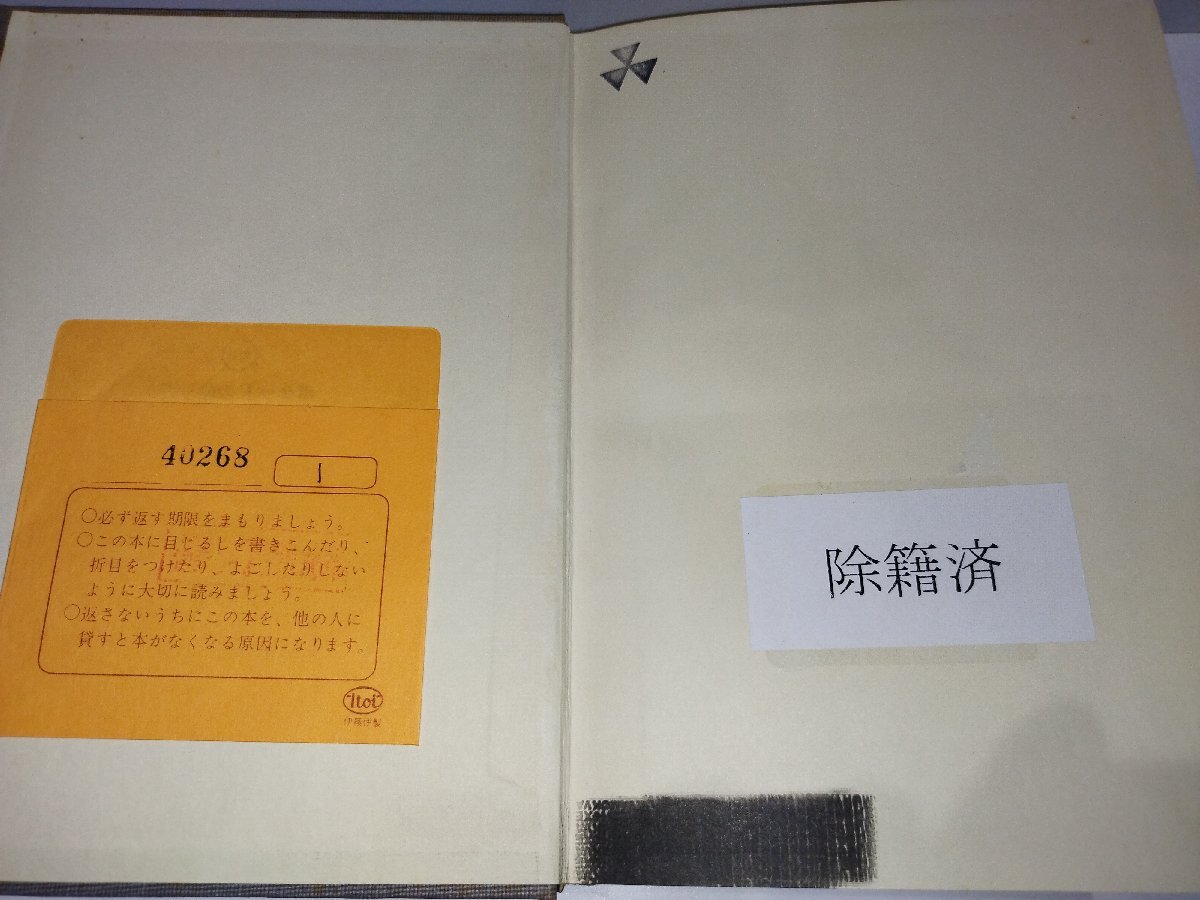 40268
1
○必ず返す期限をまもりましょう。
○この本に目じるしを書きこんだり、
折目をつけたり、よごしたりしない
ように大切に読みましょう。
○返さないうちにこの本を、他の人に
貸すと本がなくなる原因になります。
Itoi
除籍済